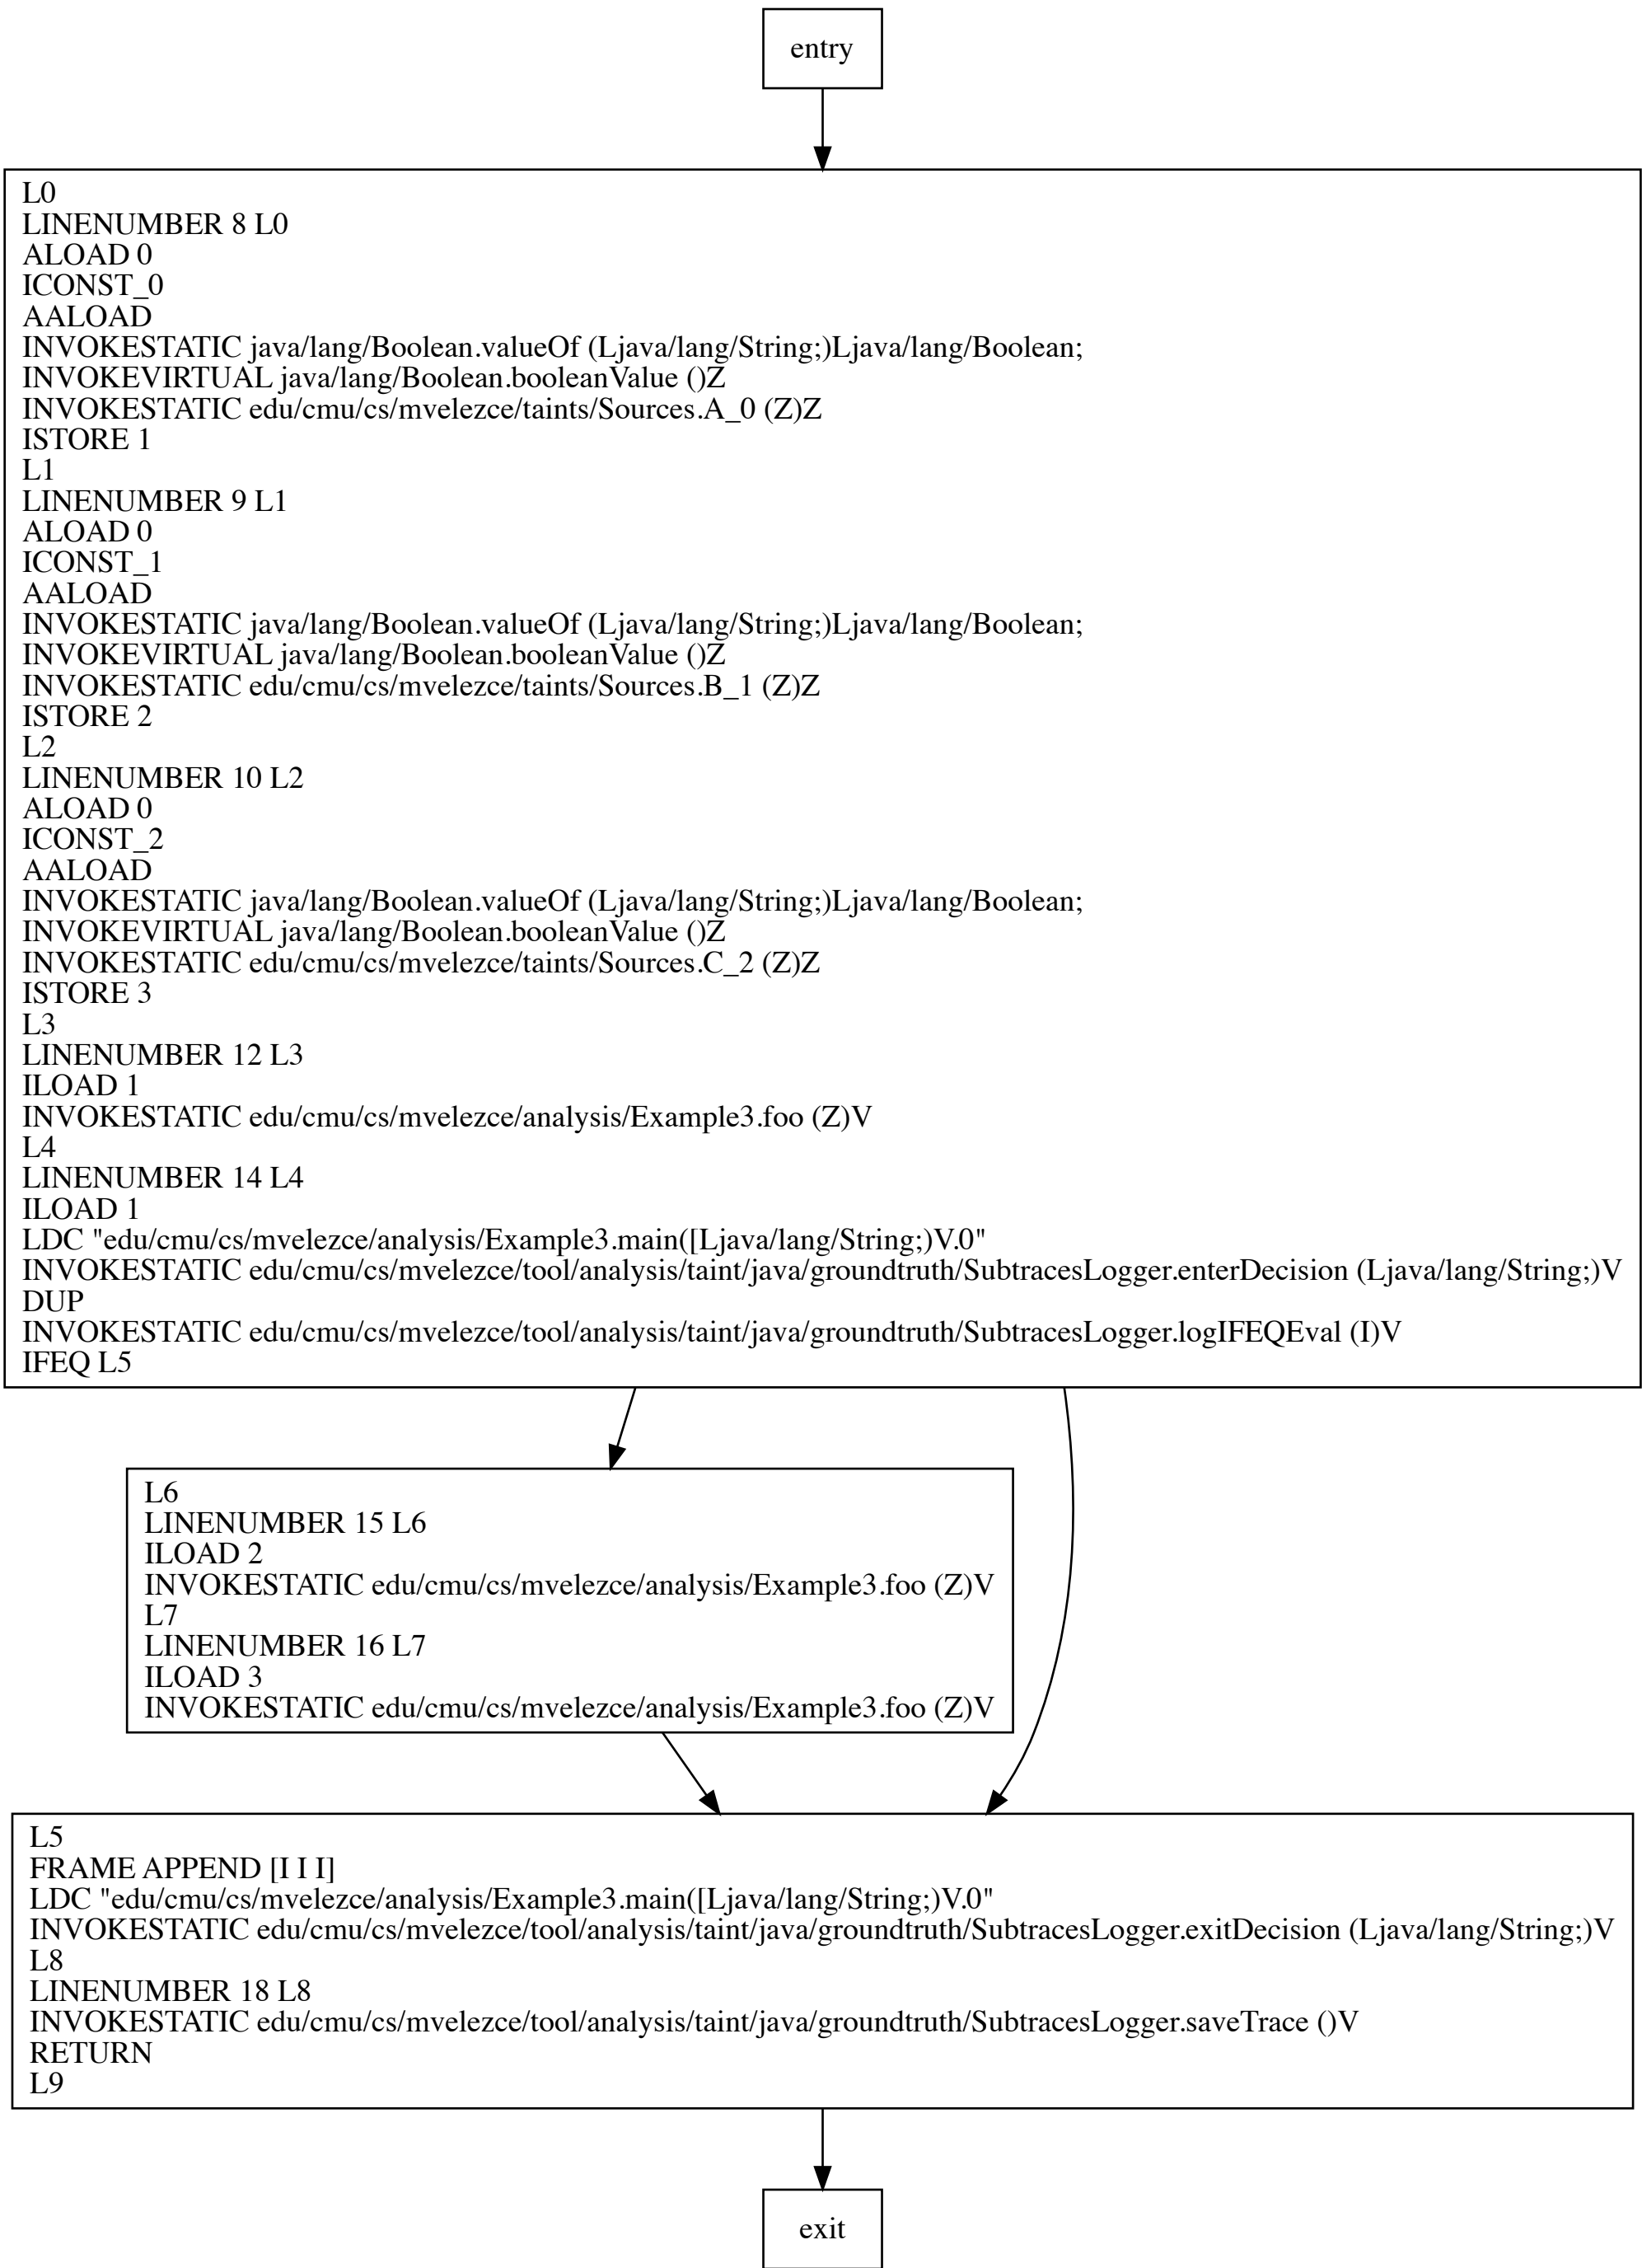 entry
L0
LINENUMBER 8 L0
ALOAD 0
ICONST_0
AALOAD
INVOKESTATIC java/lang/Boolean.valueOf (Ljava/lang/String;)Ljava/lang/Boolean;
INVOKEVIRTUAL java/lang/Boolean.booleanValue ()Z
INVOKESTATIC edu/cmu/cs/mvelezce/taints/Sources.A_0 (Z)Z
ISTORE 1
L1
LINENUMBER 9 L1
ALOAD 0
ICONST_1
AALOAD
INVOKESTATIC java/lang/Boolean.valueOf (Ljava/lang/String;)Ljava/lang/Boolean;
INVOKEVIRTUAL java/lang/Boolean.booleanValue ()Z
INVOKESTATIC edu/cmu/cs/mvelezce/taints/Sources.B_1 (Z)Z
ISTORE 2
L2
LINENUMBER 10 L2
ALOAD 0
ICONST_2
AALOAD
INVOKESTATIC java/lang/Boolean.valueOf (Ljava/lang/String;)Ljava/lang/Boolean;
INVOKEVIRTUAL java/lang/Boolean.booleanValue ()Z
INVOKESTATIC edu/cmu/cs/mvelezce/taints/Sources.C_2 (Z)Z
ISTORE 3
L3
LINENUMBER 12 L3
ILOAD 1
INVOKESTATIC edu/cmu/cs/mvelezce/analysis/Example3.foo (Z)V
L4
LINENUMBER 14 L4
ILOAD 1
LDC "edu/cmu/cs/mvelezce/analysis/Example3.main([Ljava/lang/String;)V.0"
INVOKESTATIC edu/cmu/cs/mvelezce/tool/analysis/taint/java/groundtruth/SubtracesLogger.enterDecision (Ljava/lang/String;)V
DUP
INVOKESTATIC edu/cmu/cs/mvelezce/tool/analysis/taint/java/groundtruth/SubtracesLogger.logIFEQEval (I)V
IFEQ L5
L6
LINENUMBER 15 L6
ILOAD 2
INVOKESTATIC edu/cmu/cs/mvelezce/analysis/Example3.foo (Z)V
L7
LINENUMBER 16 L7
ILOAD 3
INVOKESTATIC edu/cmu/cs/mvelezce/analysis/Example3.foo (Z)V
L5
FRAME APPEND [I I I]
LDC "edu/cmu/cs/mvelezce/analysis/Example3.main([Ljava/lang/String;)V.0"
INVOKESTATIC edu/cmu/cs/mvelezce/tool/analysis/taint/java/groundtruth/SubtracesLogger.exitDecision (Ljava/lang/String;)V
L8
LINENUMBER 18 L8
INVOKESTATIC edu/cmu/cs/mvelezce/tool/analysis/taint/java/groundtruth/SubtracesLogger.saveTrace ()V
RETURN
L9
exit